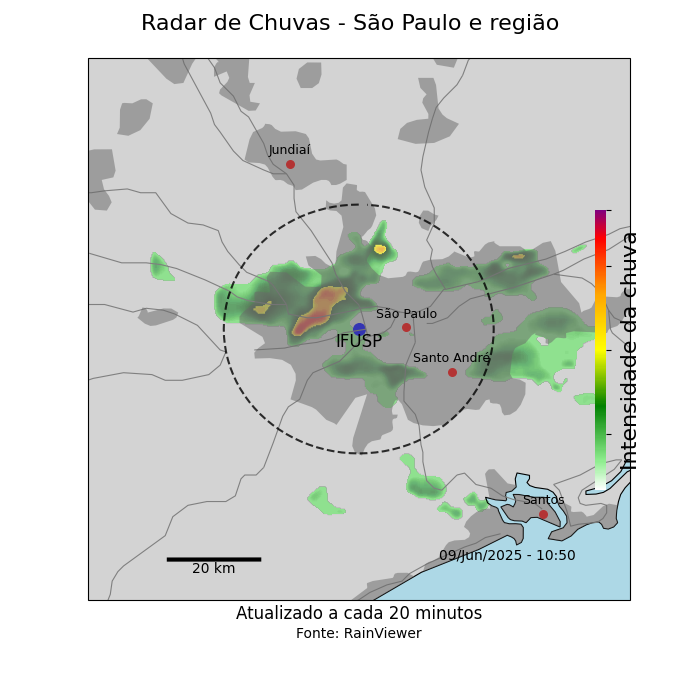 Radar de Chuvas - São Paulo e região
Jundiaí
São Paulo
IFUSP
Santo André
Intensidade da chuva
Santos
09/Jun/2025 - 10:50
20 km
Atualizado a cada 20 minutos
Fonte: RainViewer